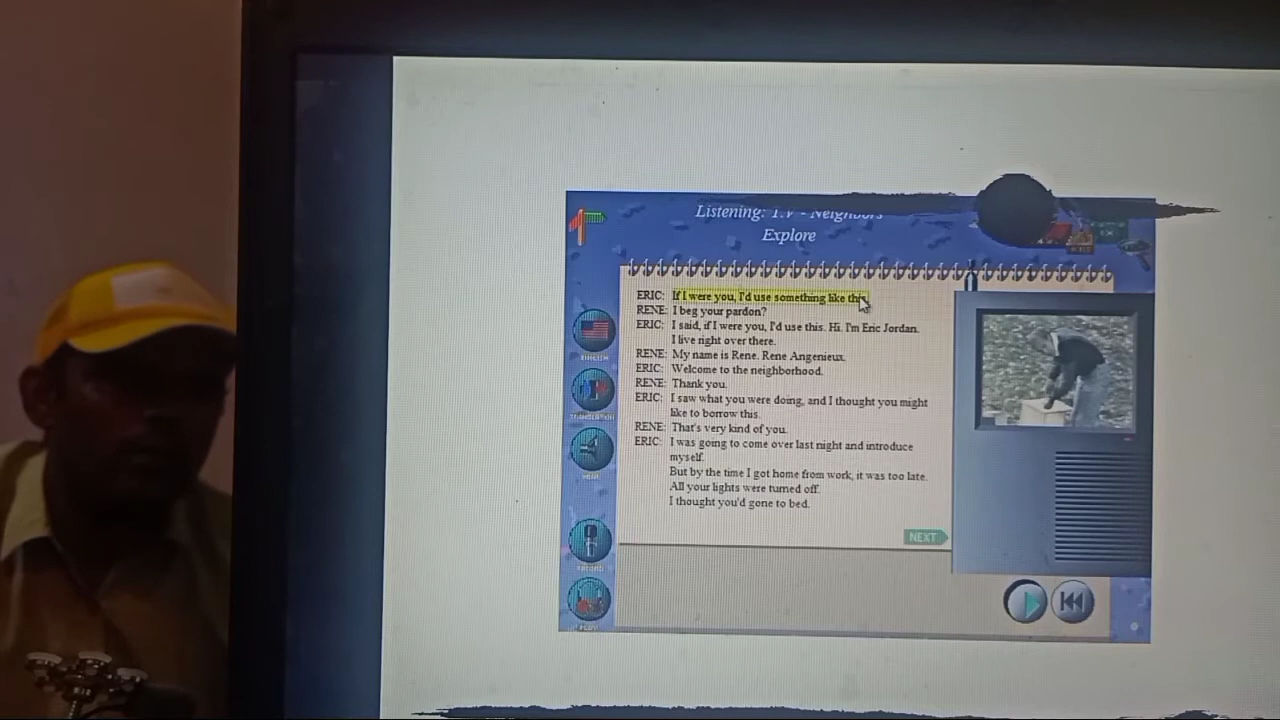 Listening: T.V - Neighbors
Explore
ERIC: If I were you, I'd use something like this.
RENE: I beg your pardon?
ERIC: I said, if I were you, I'd use this. Hi. I'm Eric Jordan.
I live right over there.
RENE: My name is Rene. Rene Angenieux.
ERIC: Welcome to the neighborhood.
RENE: Thank you.
ERIC: I saw what you were doing, and I thought you might
like to borrow this.
RENE: That's very kind of you.
ERIC: I was going to come over last night and introduce
myself.
But by the time I got home from work, it was too late.
All your lights were turned off.
I thought you'd gone to bed.
NEXT
ENGLISH
TRANSLATION
HEAR
RECORD